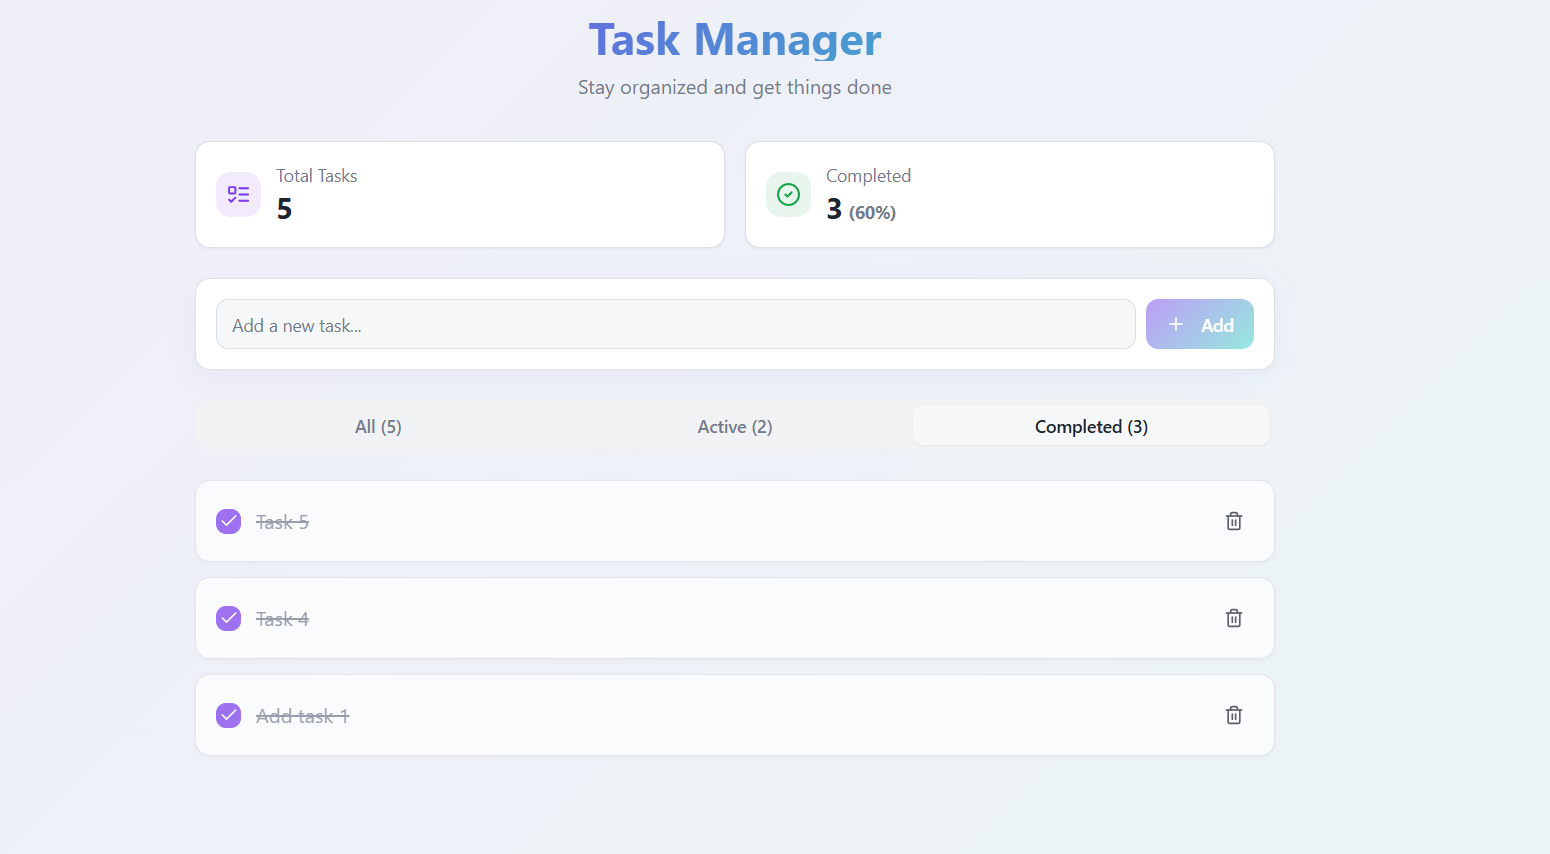 Task Manager
Stay organized and get things done
Total Tasks
5
Completed
3 (60%)
Add a new task...
+ Add
All (5)
Active (2)
Completed (3)
Task 5
Task 4
Add task 1